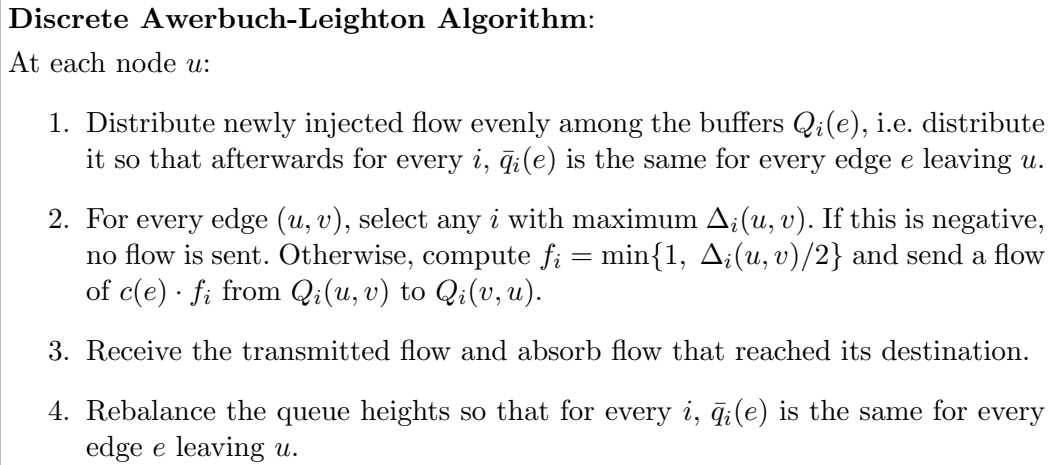 Discrete Awerbuch-Leighton Algorithm:
At each node u:
1. Distribute newly injected flow evenly among the buffers Q_i(e), i.e. distribute
it so that afterwards for every i, q̄_i(e) is the same for every edge e leaving u.
2. For every edge (u, v), select any i with maximum Δ_i(u, v). If this is negative,
no flow is sent. Otherwise, compute f_i = min{1, Δ_i(u, v)/2} and send a flow
of c(e) · f_i from Q_i(u, v) to Q_i(v, u).
3. Receive the transmitted flow and absorb flow that reached its destination.
4. Rebalance the queue heights so that for every i, q̄_i(e) is the same for every
edge e leaving u.